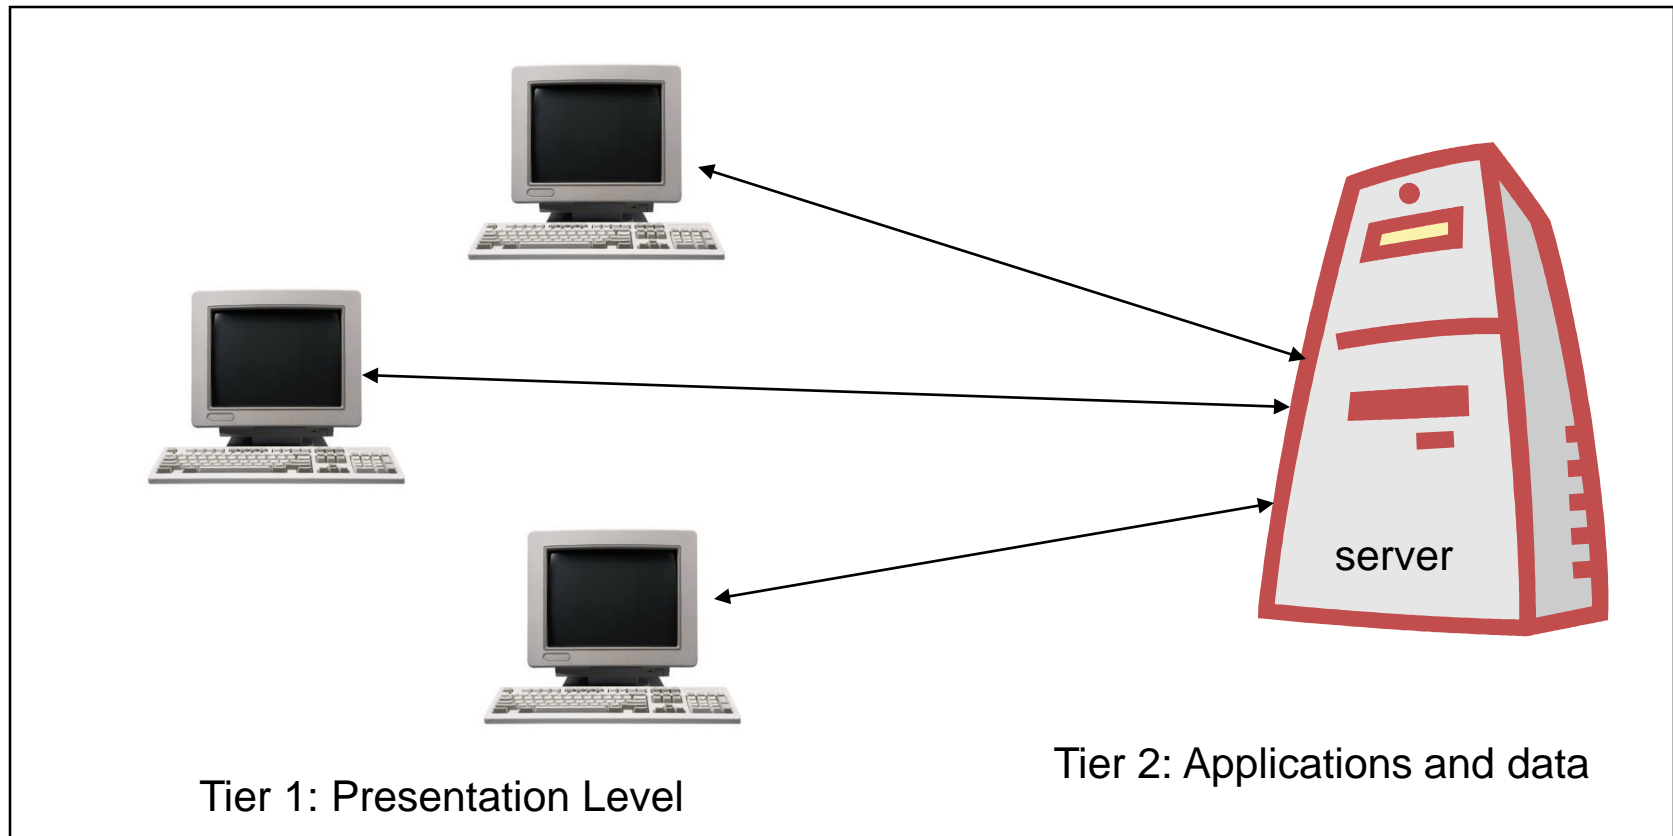 server
Tier 2: Applications and data
Tier 1: Presentation Level